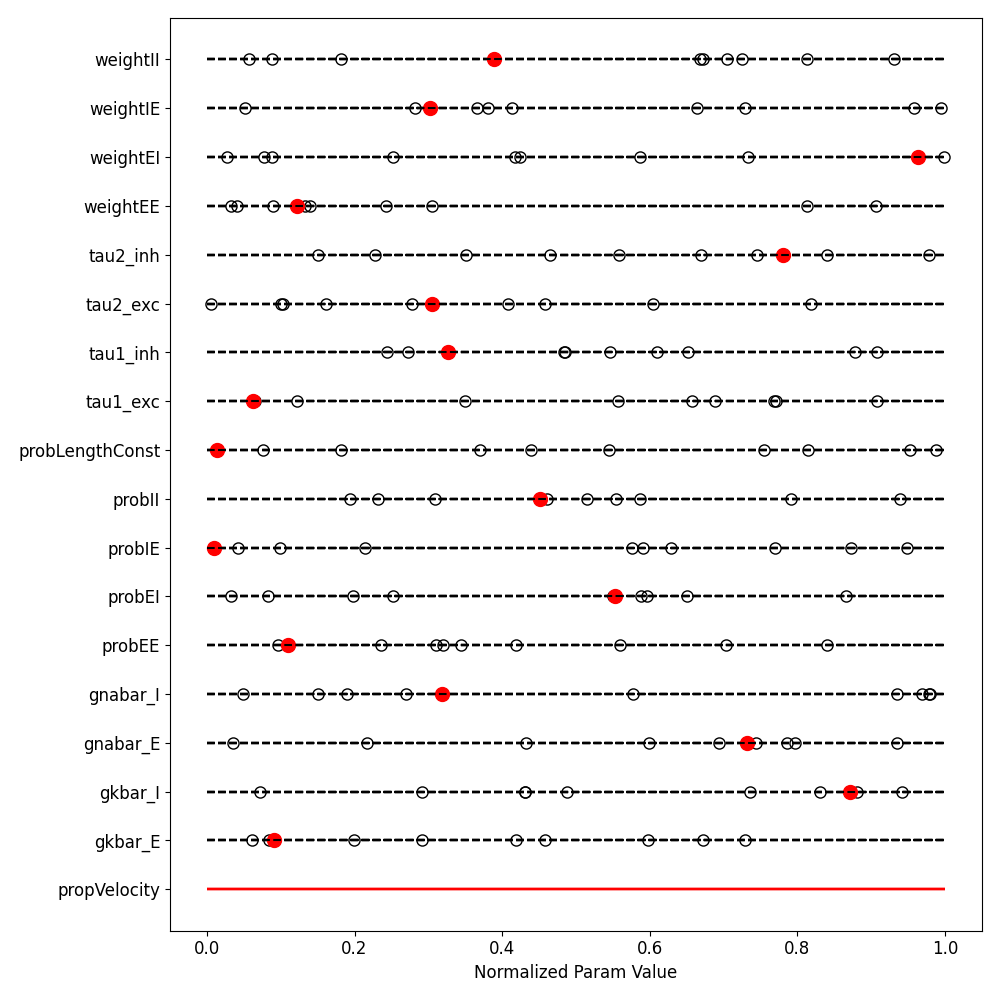 weightII
weightIE
weightEI
weightEE
tau2_inh
tau2_exc
tau1_inh
tau1_exc
probLengthConst
probII
probIE
probEI
probEE
gnabar_I
gnabar_E
gkbar_I
gkbar_E
propVelocity
0.0 0.2 0.4 0.6 0.8 1.0
Normalized Param Value